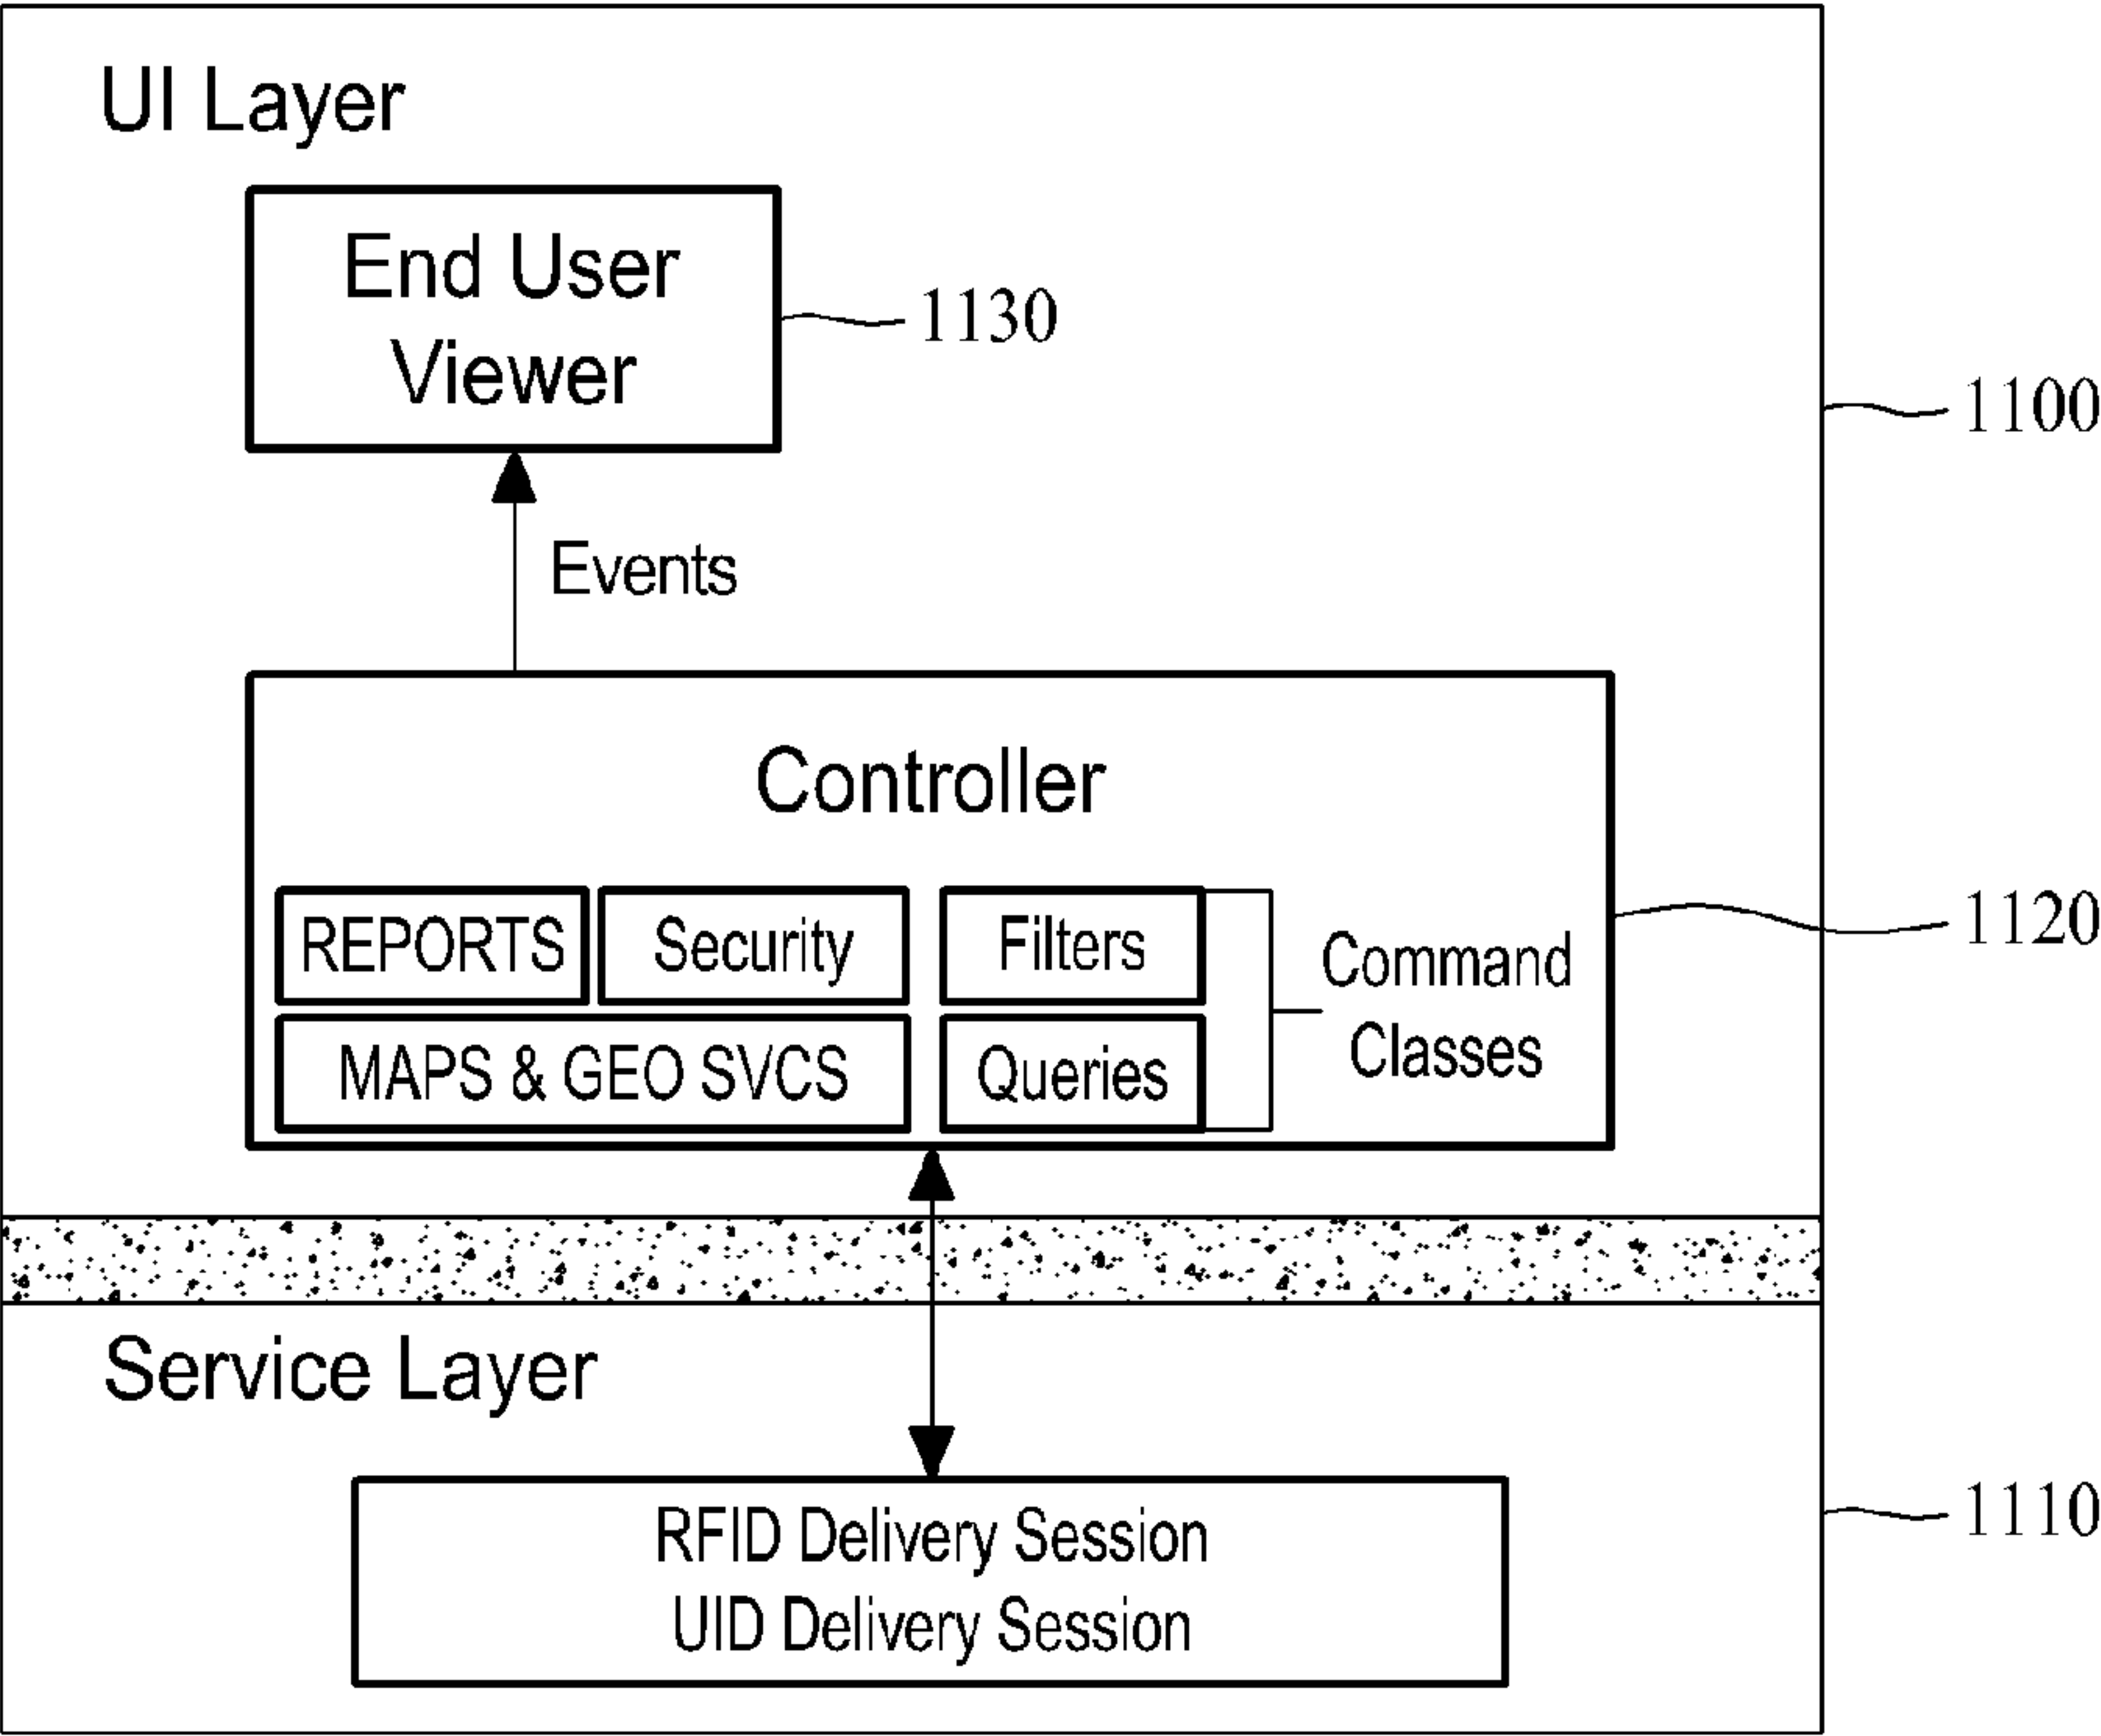 UI Layer
End User
Viewer
1130
1100
Events
Controller
REPORTS
Security
Filters
Command
Classes
1120
MAPS & GEO SVCS
Queries
Service Layer
RFID Delivery Session
UID Delivery Session
1110